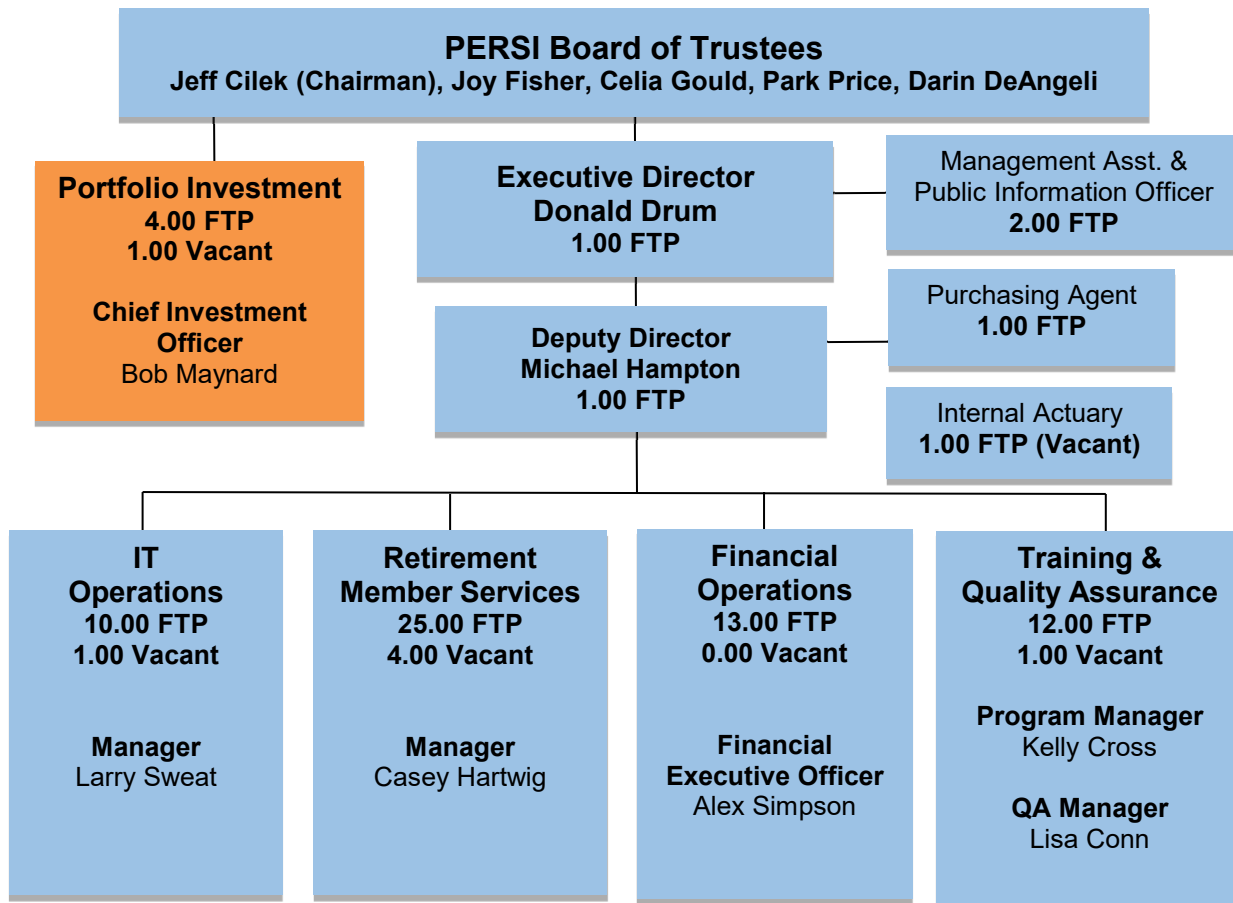 PERSI Board of Trustees
Jeff Cilek (Chairman), Joy Fisher, Celia Gould, Park Price, Darin DeAngeli
Portfolio Investment
4.00 FTP
1.00 Vacant
Chief Investment
Officer
Bob Maynard
Executive Director
Donald Drum
1.00 FTP
Management Asst. &
Public Information Officer
2.00 FTP
Deputy Director
Michael Hampton
1.00 FTP
Purchasing Agent
1.00 FTP
Internal Actuary
1.00 FTP (Vacant)
IT
Operations
10.00 FTP
1.00 Vacant
Manager
Larry Sweat
Retirement
Member Services
25.00 FTP
4.00 Vacant
Manager
Casey Hartwig
Financial
Operations
13.00 FTP
0.00 Vacant
Financial
Executive Officer
Alex Simpson
Training &
Quality Assurance
12.00 FTP
1.00 Vacant
Program Manager
Kelly Cross
QA Manager
Lisa Conn